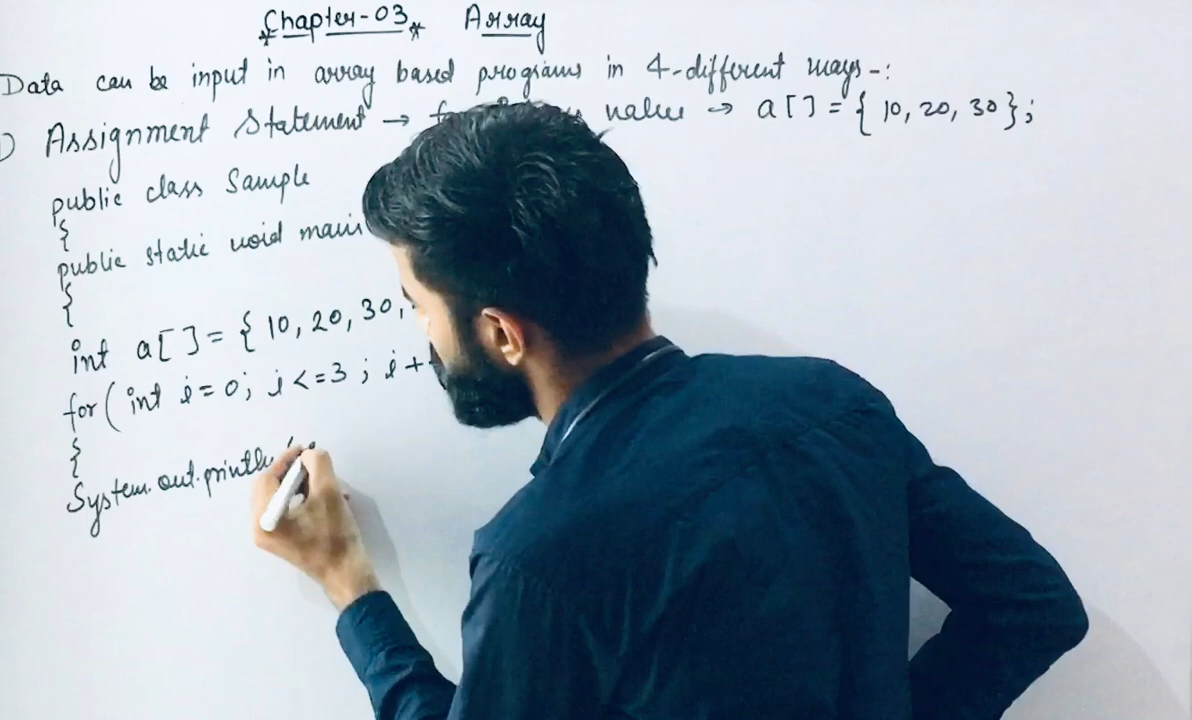 *Chapter-03* Array
Data can be input in array based programs in 4-different ways-:
) Assignment Statement → value → a[] = { 10, 20, 30 };
public class Sample
{
public static void main
{
int a[] = { 10, 20, 30,
for( int i=0; i<=3; i+
{
System.out.println(